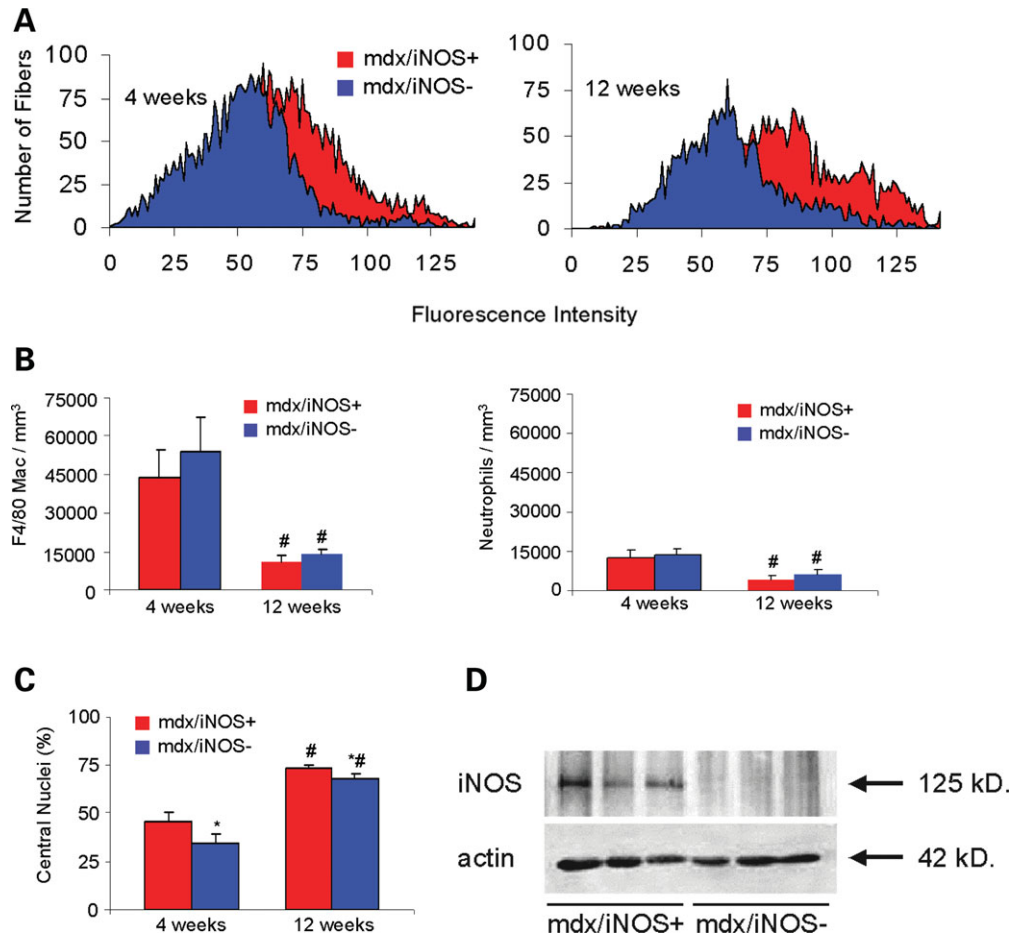 A
Number of Fibers
100
75
50
25
0
4 weeks
mdx/iNOS+
mdx/iNOS-
0 25 50 75 100 125
100
75
50
25
0
12 weeks
0 25 50 75 100 125
Fluorescence Intensity
B
F4/80 Mac / mm³
75000
60000
45000
30000
15000
0
mdx/iNOS+
mdx/iNOS-
# #
4 weeks 12 weeks
Neutrophils / mm³
75000
60000
45000
30000
15000
0
mdx/iNOS+
mdx/iNOS-
# #
4 weeks 12 weeks
C
Central Nuclei (%)
100
75
50
25
0
mdx/iNOS+
mdx/iNOS-
*
# *#
4 weeks 12 weeks
D
iNOS 125 kD.
actin 42 kD.
mdx/iNOS+ mdx/iNOS-